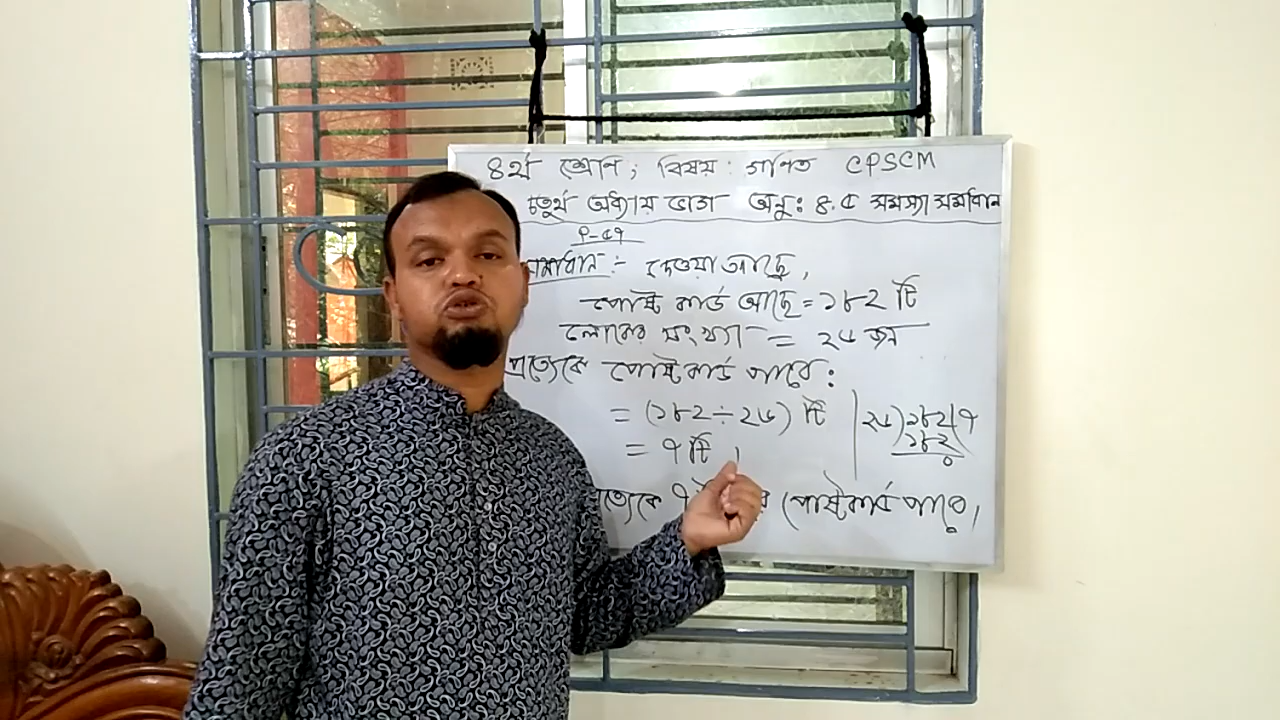 ৪র্থ শ্রেণি; বিষয়: গণিত CPSCM
চতুর্থ অধ্যায় ভাগ অনু: ৪.৫ সমস্যা সমাধান
P-৫৭
সমাধান:- দেওয়া আছে,
পোস্ট কার্ড আছে = ১৮২ টি
লোকের সংখ্যা = ২৬ জন
প্রত্যেকে পোস্টকার্ড পাবে:
= (১৮২ ÷ ২৬) টি
২৬)১৮২(৭
= ৭ টি ।
১৮২
০
প্রত্যেকে ৭ পোস্টকার্ড পাবে।